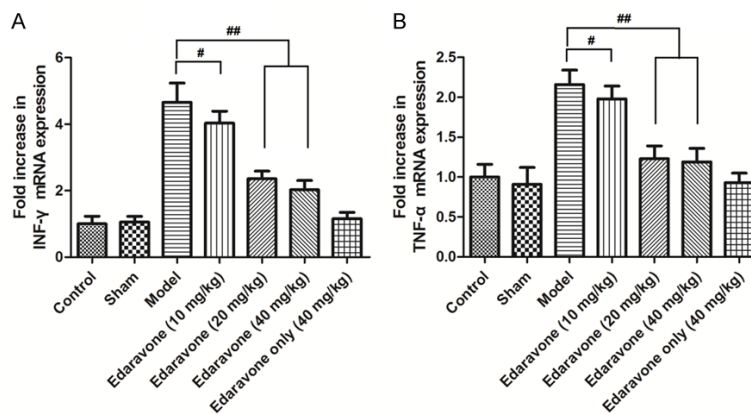 A
Fold increase in
INF-γ mRNA expression
6
4
2
0
##
#
Control
Sham
Model
Edaravone (10 mg/kg)
Edaravone (20 mg/kg)
Edaravone (40 mg/kg)
Edaravone only (40 mg/kg)
B
Fold increase in
TNF-α mRNA expression
2.5
2.0
1.5
1.0
0.5
0.0
##
#
Control
Sham
Model
Edaravone (10 mg/kg)
Edaravone (20 mg/kg)
Edaravone (40 mg/kg)
Edaravone only (40 mg/kg)